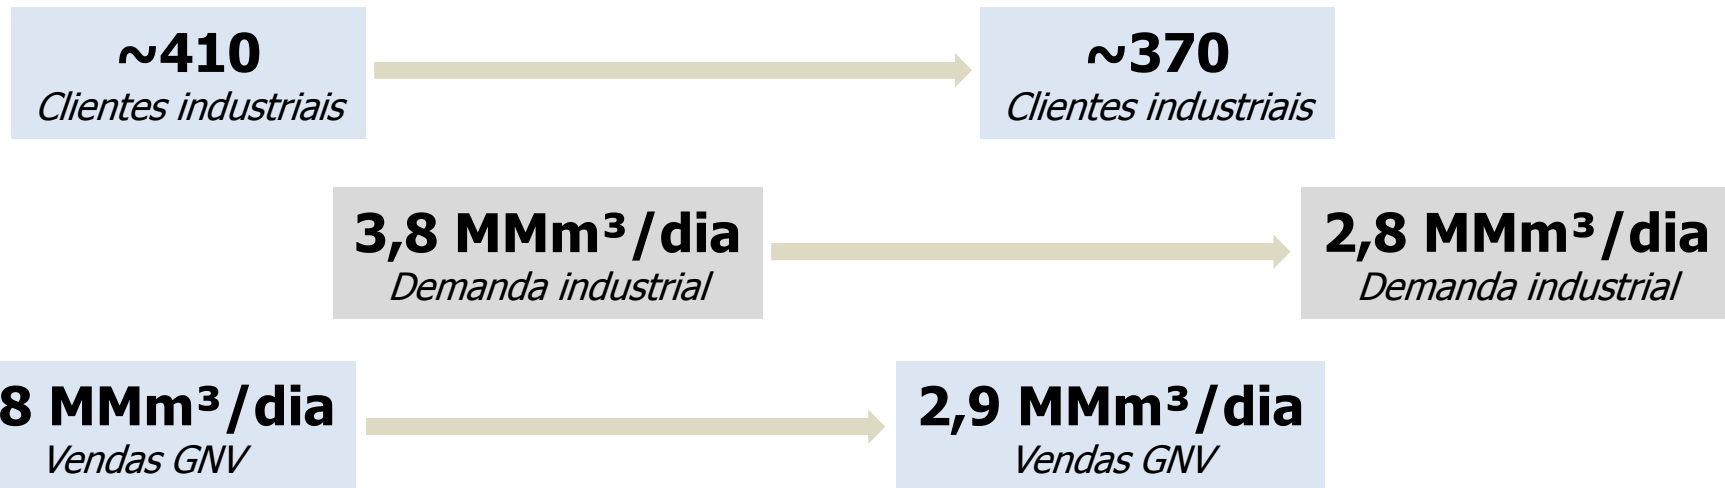 ~410
Clientes industriais
~370
Clientes industriais
3,8 MMm³/dia
Demanda industrial
2,8 MMm³/dia
Demanda industrial
8 MMm³/dia
Vendas GNV
2,9 MMm³/dia
Vendas GNV